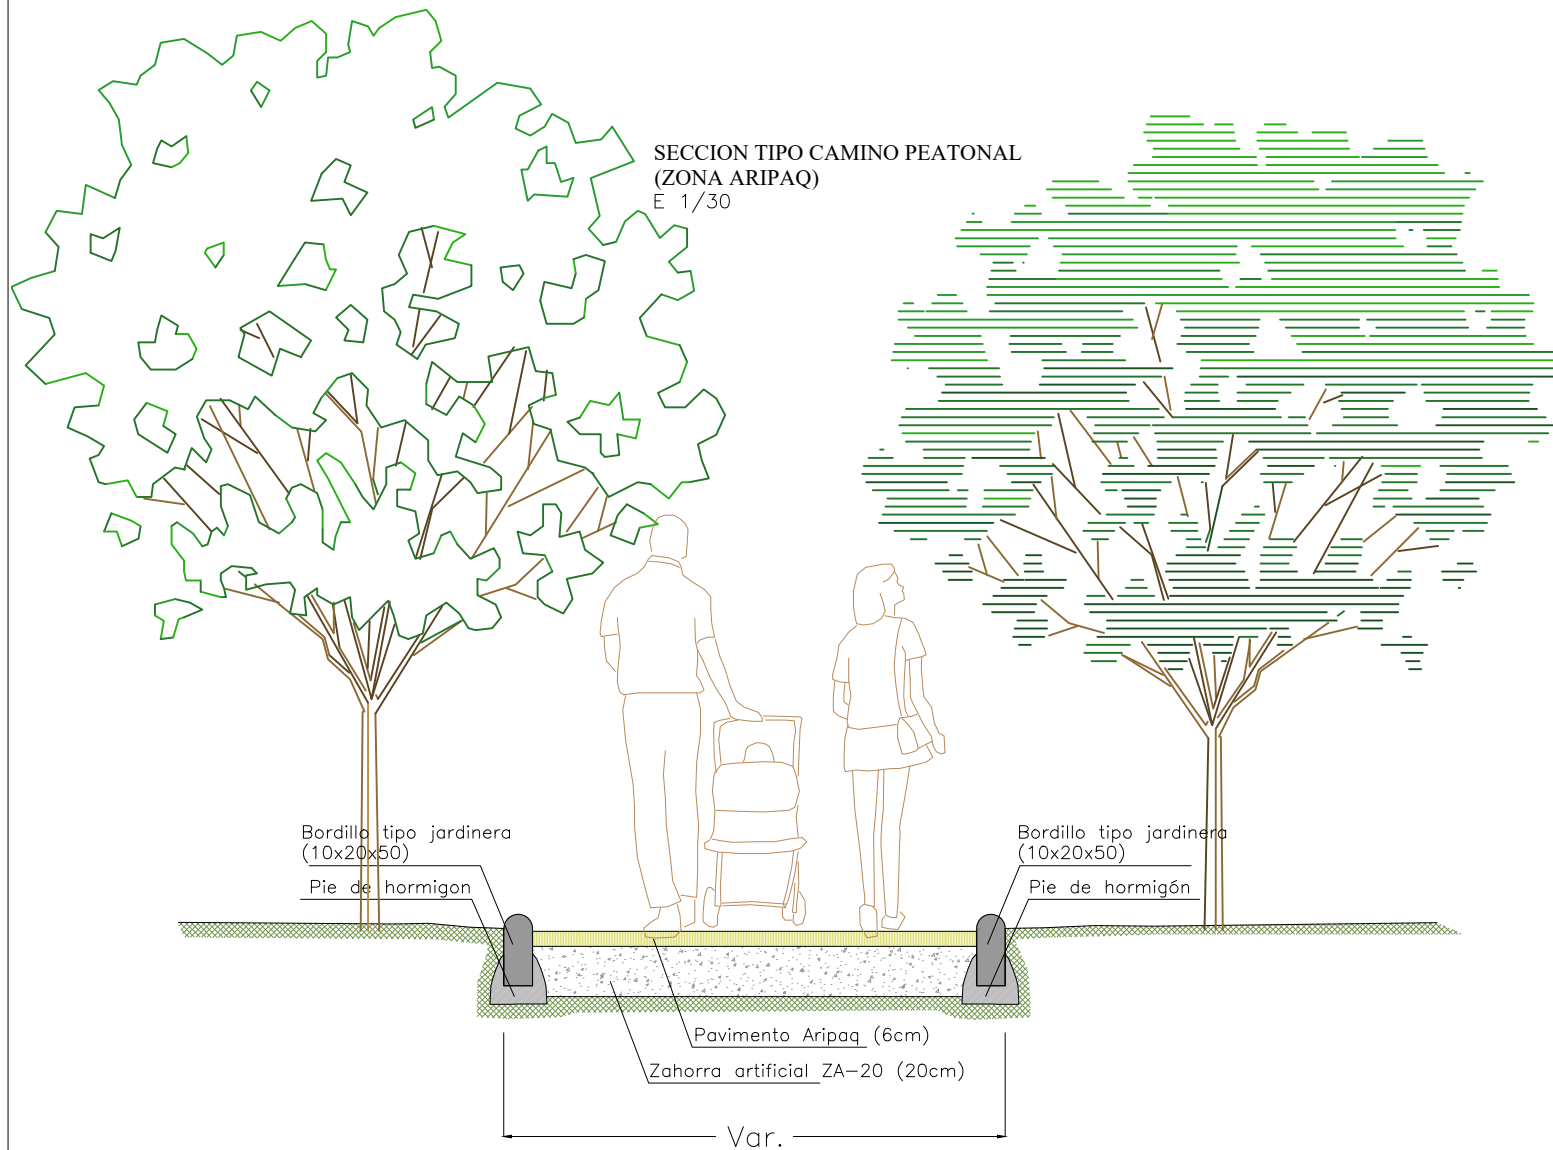 SECCION TIPO CAMINO PEATONAL
(ZONA ARIPAQ)
E 1/30
Bordillo tipo jardinera
(10x20x50)
Pie de hormigon
Bordillo tipo jardinera
(10x20x50)
Pie de hormigón
Pavimento Aripaq (6cm)
Zahorra artificial ZA-20 (20cm)
Var.